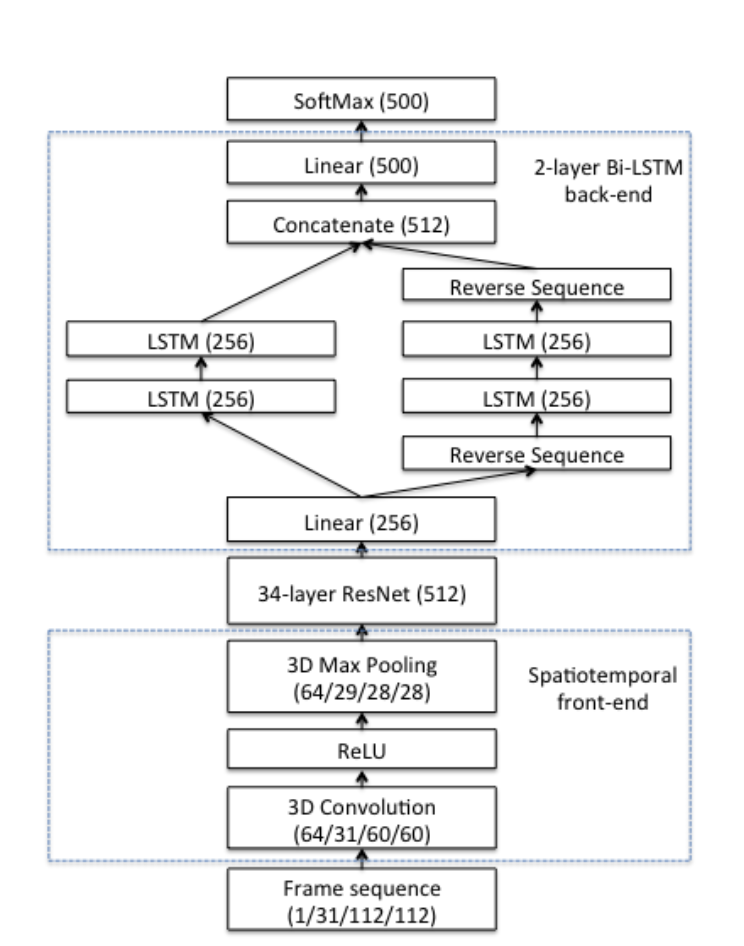 SoftMax (500)
Linear (500)
2-layer Bi-LSTM
back-end
Concatenate (512)
Reverse Sequence
LSTM (256)
LSTM (256)
LSTM (256)
LSTM (256)
Reverse Sequence
Linear (256)
34-layer ResNet (512)
3D Max Pooling
(64/29/28/28)
Spatiotemporal
front-end
ReLU
3D Convolution
(64/31/60/60)
Frame sequence
(1/31/112/112)